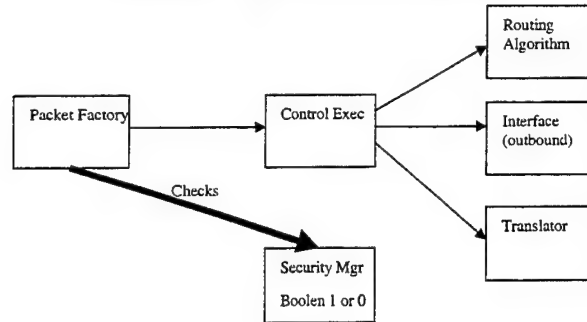 Routing
Algorithm
Packet Factory
Control Exec
Interface
(outbound)
Checks
Translator
Security Mgr
Boolen 1 or 0